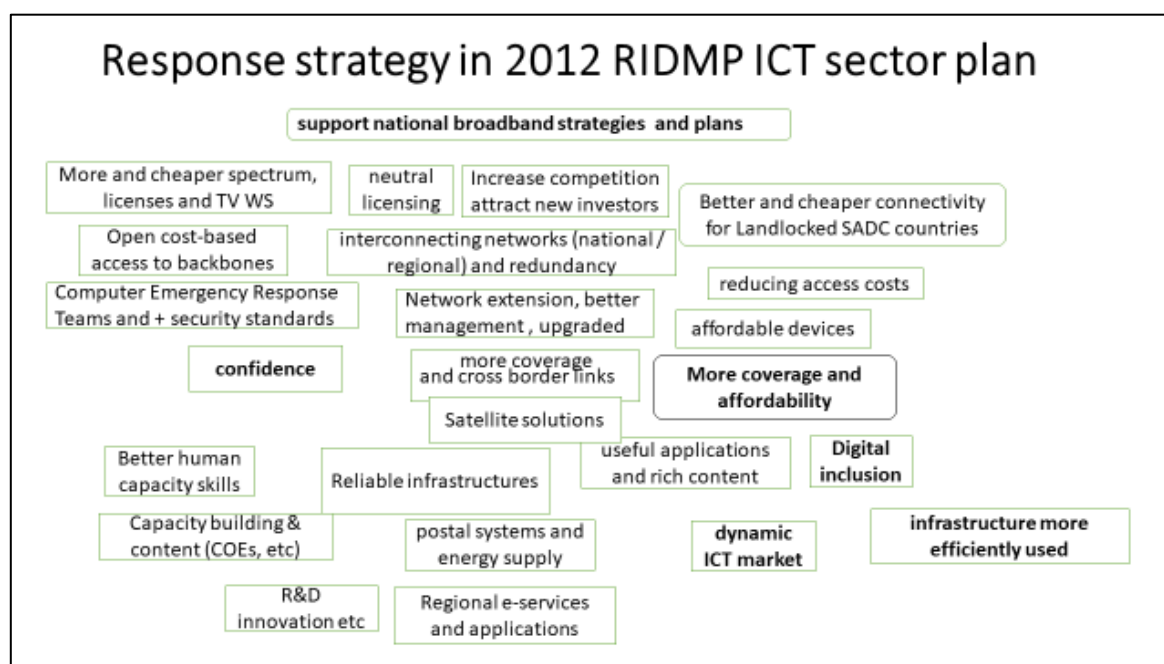 Response strategy in 2012 RIDMP ICT sector plan
support national broadband strategies and plans
More and cheaper spectrum,
licenses and TV WS
neutral
licensing
Increase competition
attract new investors
Better and cheaper connectivity
for Landlocked SADC countries
Open cost-based
access to backbones
interconnecting networks (national /
regional) and redundancy
reducing access costs
Computer Emergency Response
Teams and + security standards
Network extension, better
management , upgraded
affordable devices
confidence
more coverage
and cross border links
More coverage and
affordability
Satellite solutions
Better human
capacity skills
Reliable infrastructures
useful applications
and rich content
Digital
inclusion
Capacity building &
content (COEs, etc)
postal systems and
energy supply
dynamic
ICT market
infrastructure more
efficiently used
R&D
innovation etc
Regional e-services
and applications